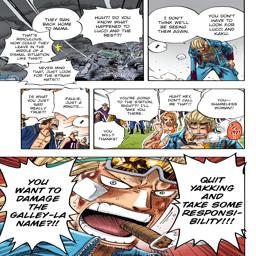 YOU DON'T
HAVE TO
LOOK FOR
LUCCI AND
KAKU.
I DON'T
THINK WE'LL
BE SEEING
THEM AGAIN.
HUH?! DO YOU
KNOW WHAT
HAPPENED TO
LUCCI AND
THE REST?!
THEY RAN
BACK HOME
TO MAMA.
THAT'S
RIDICULOUS.
HOW COULD THEY
LEAVE IN THE
MIDDLE OF A
DISMAL SITUATION
LIKE THIS?!
NEVER MIND
THAT, JUST LOOK
FOR THE STRAW
HATS!!
SHAMELESS
WOMAN!!
HUH? HEY,
DON'T CALL
ME THAT!!
YOU'RE GOING
TO THE
STATION,
RIGHT? I'LL
TAKE YOU
THERE.
YOU
WILL?
THANKS!
PAULIE,
JUST A
MINUTE...
IS WHAT
YOU JUST
SAID
REALLY
TRUE?
QUIT
YAKKING
AND
TAKE SOME
RESPONSI-
BILITY!!!
YOU
WANT TO
DAMAGE
THE
GALLEY-LA
NAME?!!